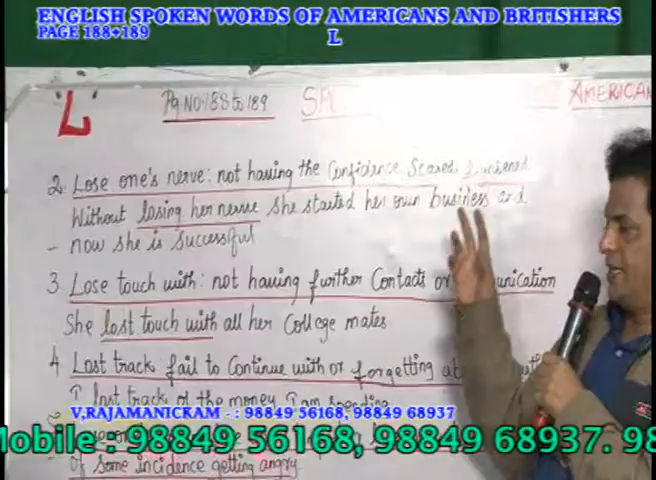 ENGLISH SPOKEN WORDS OF AMERICANS AND BRITISHERS
PAGE 188+189
L
"L" Pg-No-188 to 189 AMERICAN
2. Lose one's nerve: not having the Confidence Scared
Without losing her nerve she started her own business and
- now she is successful
3 Lose touch with: not having further Contacts or
She lost touch with all her College mates
4 Lost track: fail to Continue with or forgetting
I lost track of the money I am spending
V,RAJAMANICKAM - : 98849 56168, 98849 68937
Mobile : 98849 56168, 98849 68937. 98
of some incidence getting angry